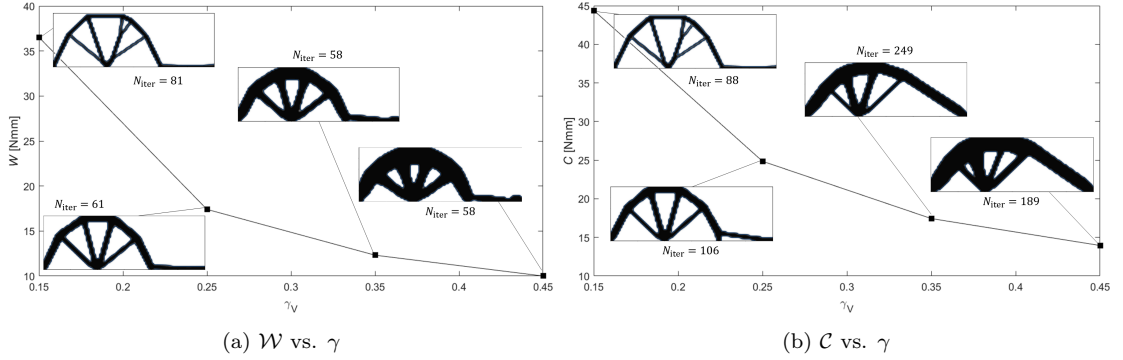 40
35
30
25
20
15
10
W [Nmm]
N_iter = 81
N_iter = 58
N_iter = 61
N_iter = 58
0.15
0.2
0.25
0.3
0.35
0.4
0.45
γ_V
(a) 𝒲 vs. γ
45
40
35
30
25
20
15
10
C [Nmm]
N_iter = 88
N_iter = 249
N_iter = 106
N_iter = 189
0.15
0.2
0.25
0.3
0.35
0.4
0.45
γ_V
(b) 𝒞 vs. γ